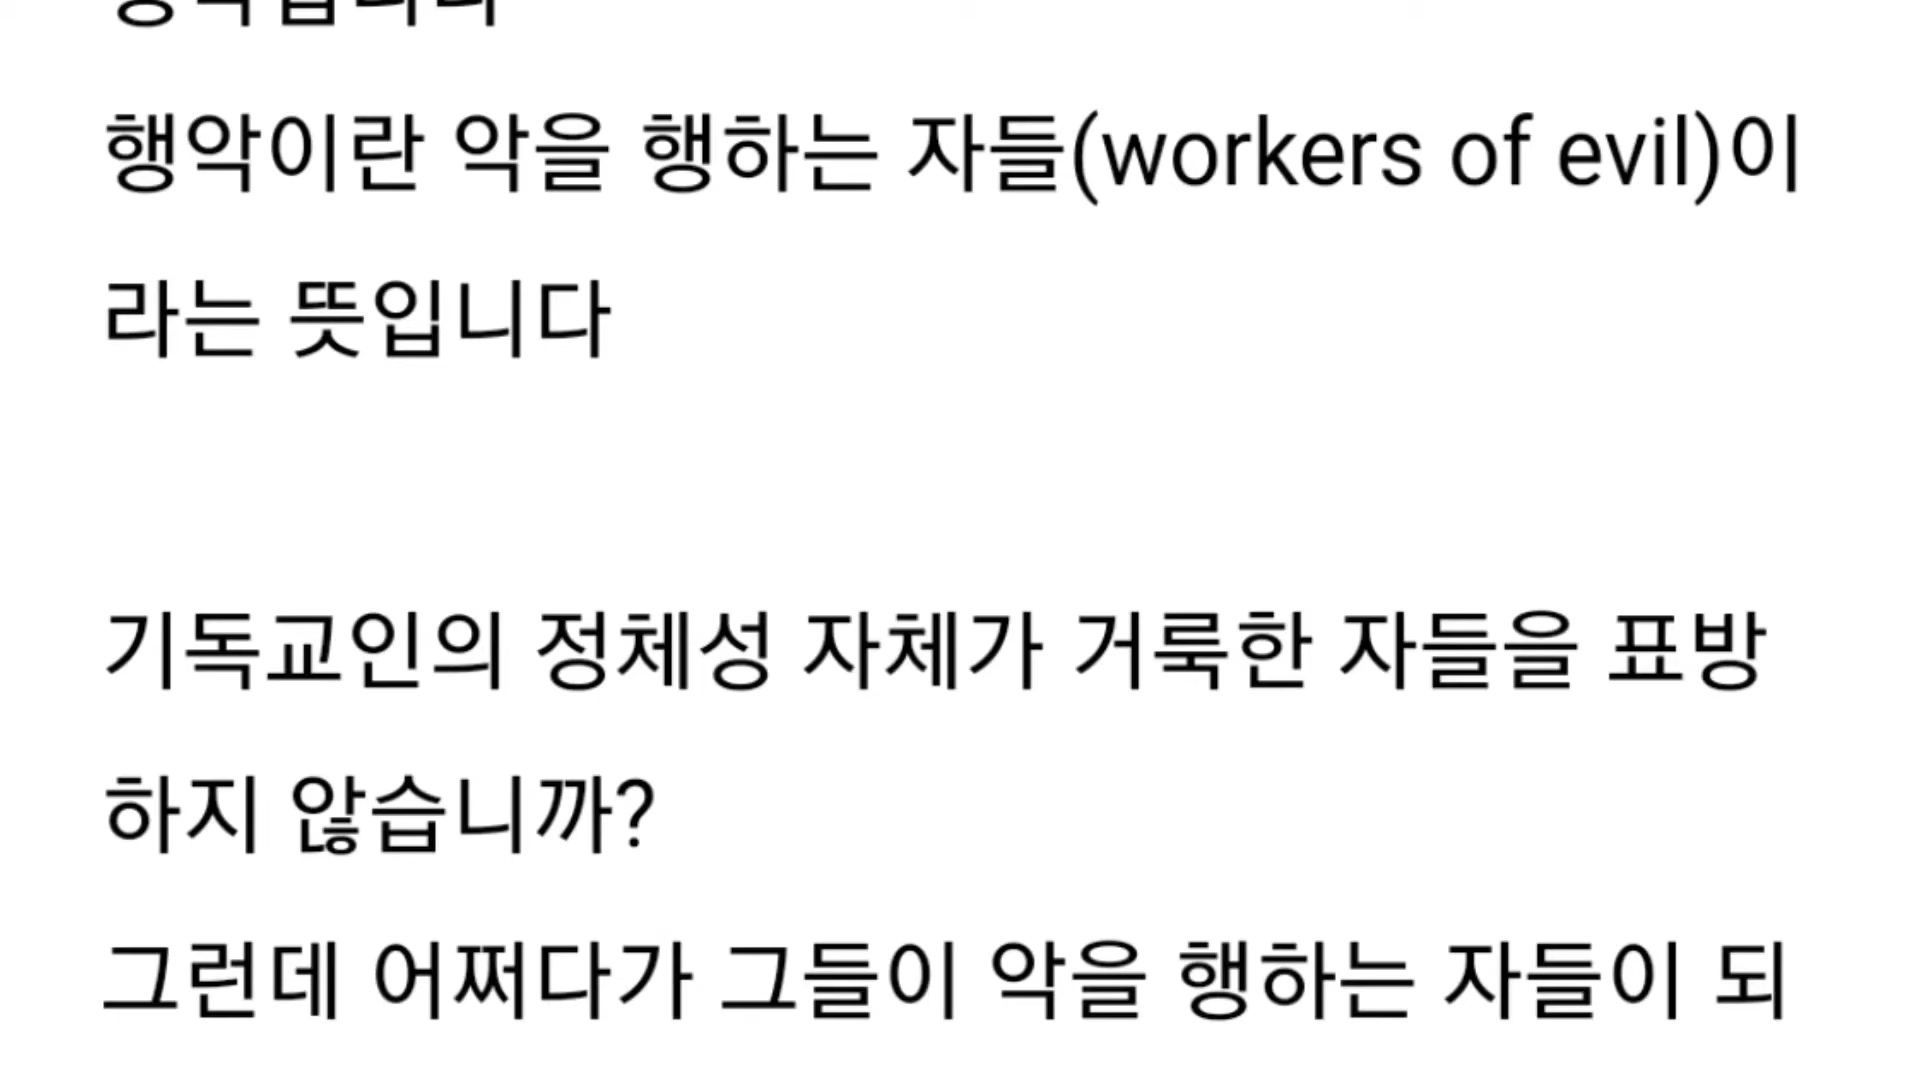 행악이란 악을 행하는 자들(workers of evil)이
라는 뜻입니다
기독교인의 정체성 자체가 거룩한 자들을 표방
하지 않습니까?
그런데 어쩌다가 그들이 악을 행하는 자들이 되